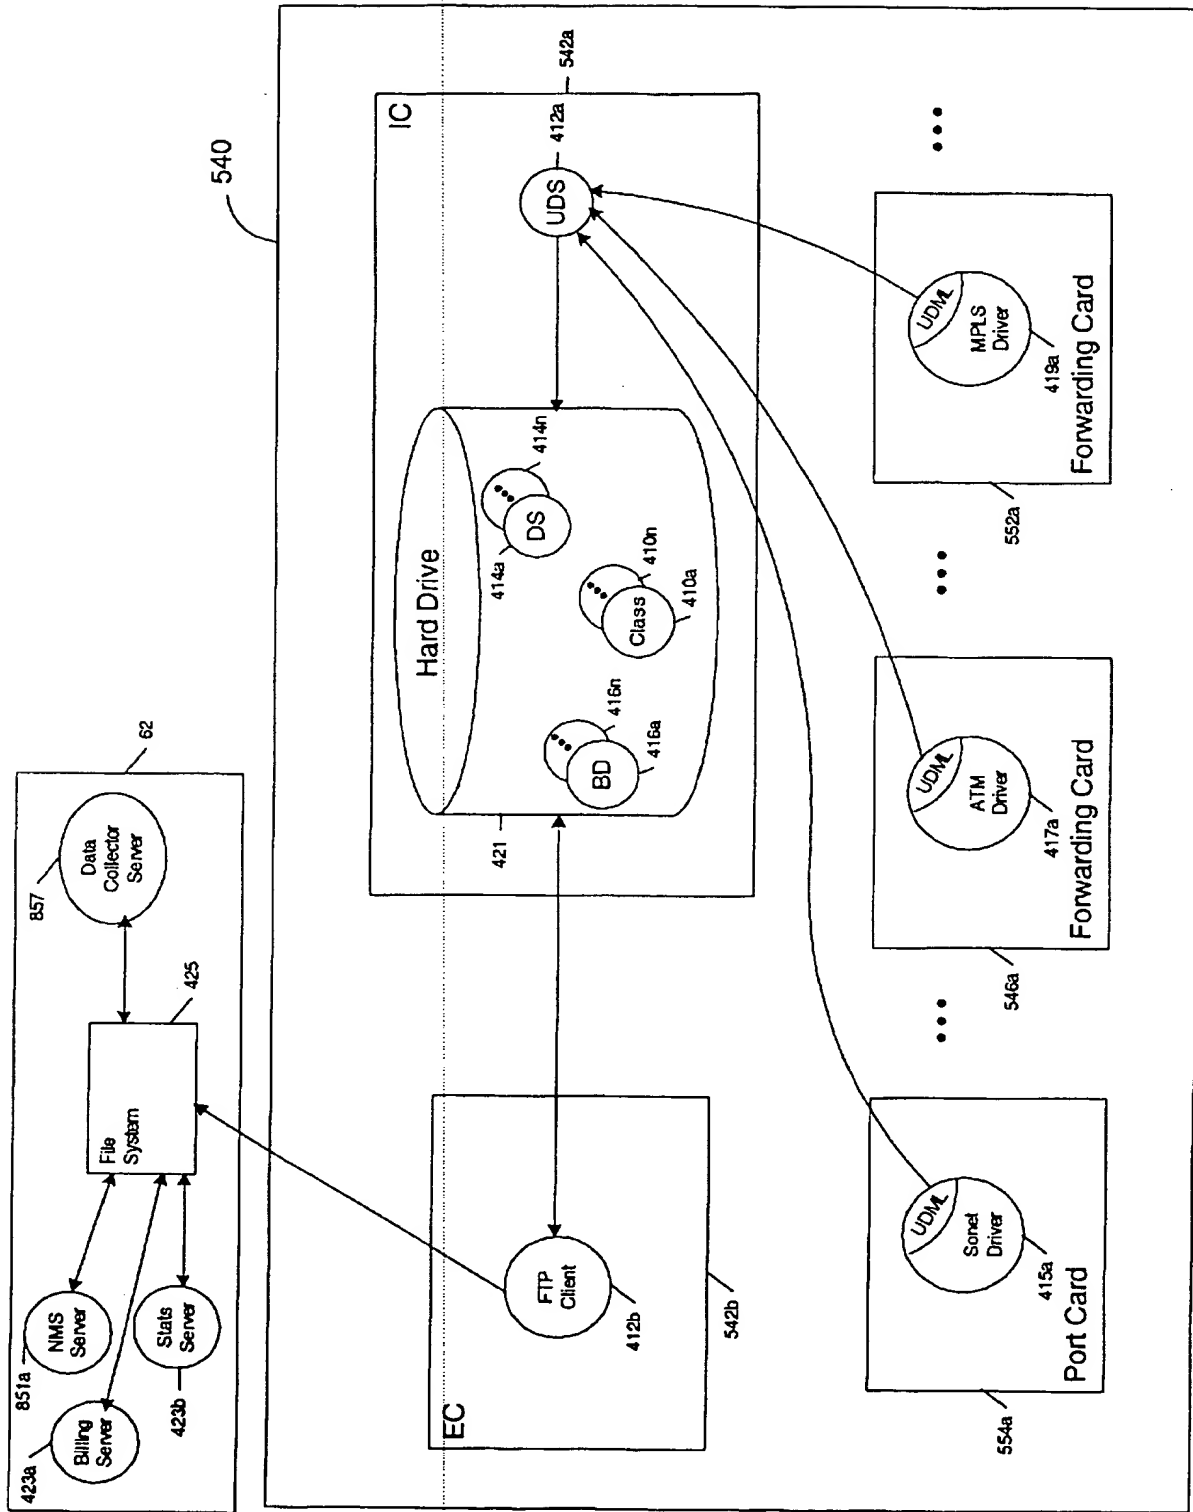 62
857
Data
Collector
Server
425
File
System
NMS
Server
851a
Stats
Server
423b
Billing
Server
423a
540
IC
542a
UDS
412a
Hard Drive
414n
DS
414a
410n
Class
410a
416n
BD
416a
421
EC
FTP
Client
412b
542b
UDML
Sonet
Driver
415a
Port Card
554a
UDML
ATM
Driver
417a
Forwarding Card
546a
UDML
MPLS
Driver
419a
Forwarding Card
552a